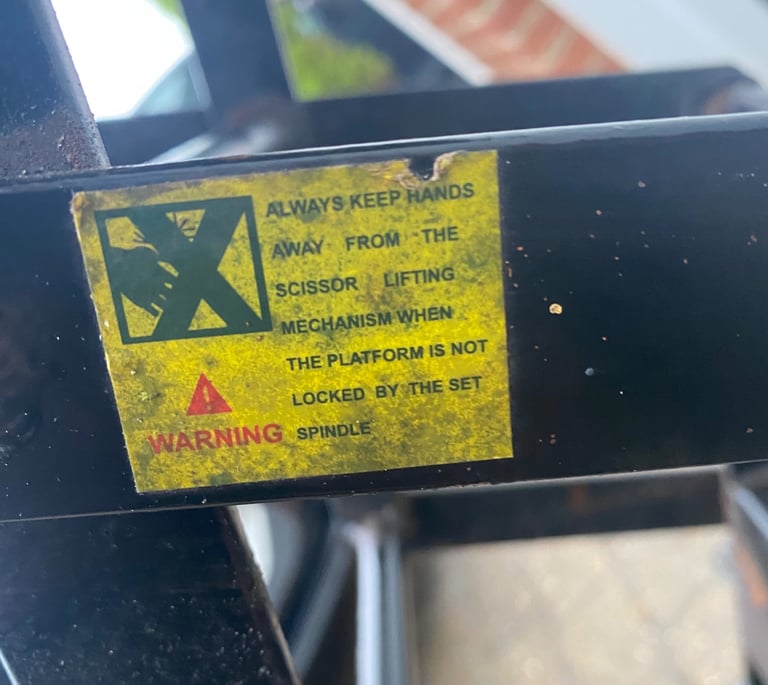 ALWAYS KEEP HANDS
AWAY FROM THE
SCISSOR LIFTING
MECHANISM WHEN
THE PLATFORM IS NOT
LOCKED BY THE SET
SPINDLE
WARNING